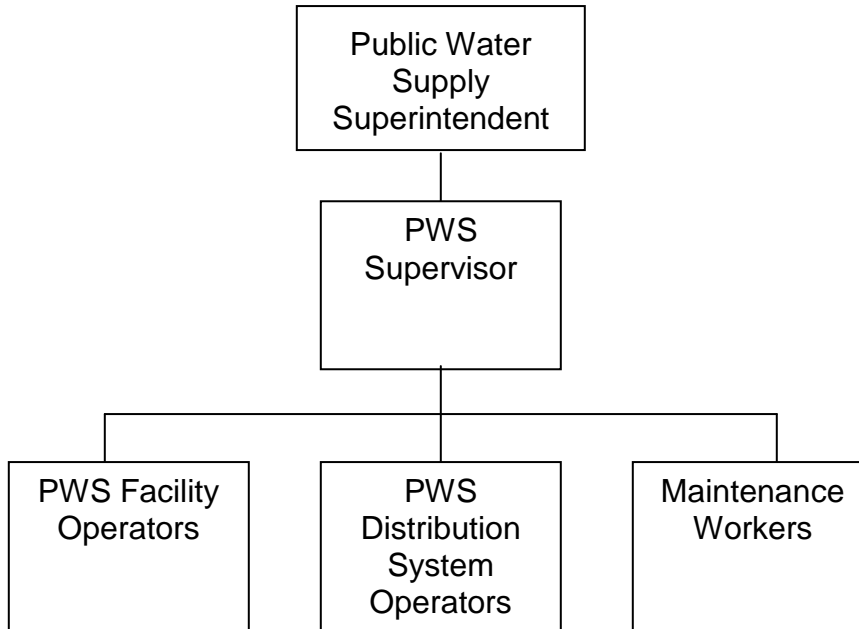 Public Water
Supply
Superintendent
PWS
Supervisor
PWS Facility
Operators
PWS
Distribution
System
Operators
Maintenance
Workers